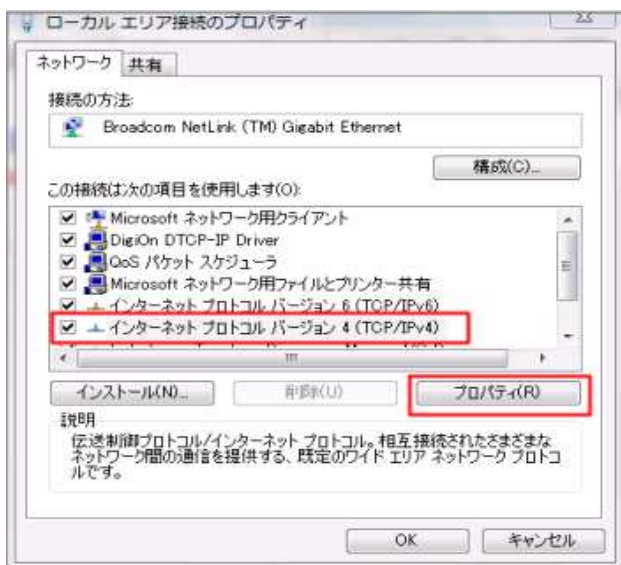 ローカル エリア接続のプロパティ
ネットワーク 共有
接続の方法:
Broadcom NetLink (TM) Gigabit Ethernet
構成(C)...
この接続は次の項目を使用します(O):
Microsoft ネットワーク用クライアント
DigiOn DTCP-IP Driver
QoS パケット スケジューラ
Microsoft ネットワーク用ファイルとプリンター共有
インターネット プロトコル バージョン 6 (TCP/IPv6)
インターネット プロトコル バージョン 4 (TCP/IPv4)
インストール(N)... 削除(U) プロパティ(R)
説明
伝送制御プロトコル/インターネット プロトコル。相互接続されたさまざまな
ネットワーク間の通信を提供する、既定のワイド エリア ネットワーク プロトコ
ルです。
OK キャンセル